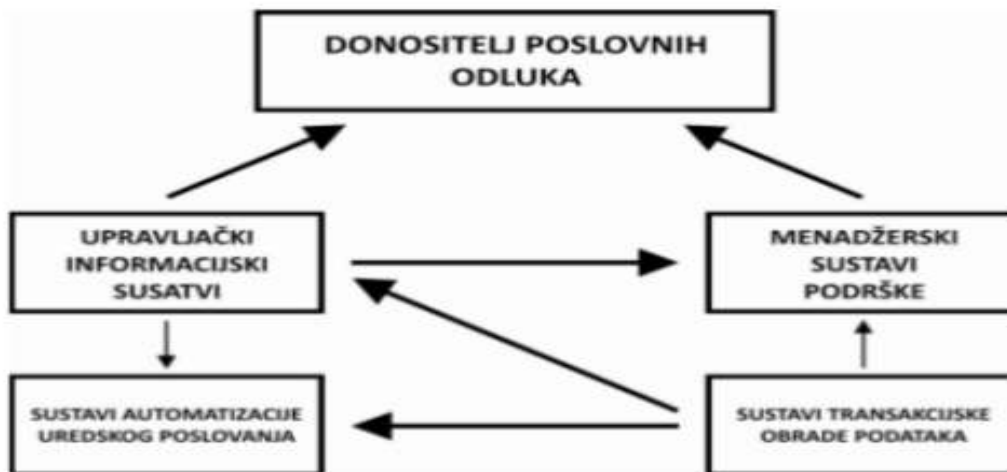 DONOSITELJ POSLOVNIH
ODLUKA
UPRAVLJAČKI
INFORMACIJSKI
SUSATVI
MENADŽERSKI
SUSTAVI
PODRŠKE
SUSTAVI AUTOMATIZACIJE
UREDSKOG POSLOVANJA
SUSTAVI TRANSAKCIJSKE
OBRADE PODATAKA